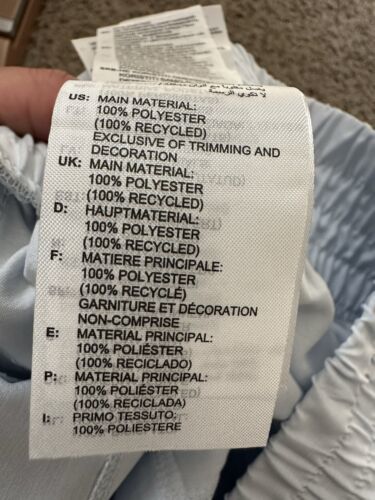 US: MAIN MATERIAL:
100% POLYESTER
(100% RECYCLED)
EXCLUSIVE OF TRIMMING AND
DECORATION
UK: MAIN MATERIAL:
100% POLYESTER
(100% RECYCLED)
D: HAUPTMATERIAL:
100% POLYESTER
(100% RECYCLED)
F: MATIERE PRINCIPALE:
100% POLYESTER
(100% RECYCLÉ)
GARNITURE ET DÉCORATION
NON-COMPRISE
E: MATERIAL PRINCIPAL:
100% POLIÉSTER
(100% RECICLADO)
P: MATERIAL PRINCIPAL:
100% POLIÉSTER
(100% RECICLADA)
I: PRIMO TESSUTO:
100% POLIESTERE